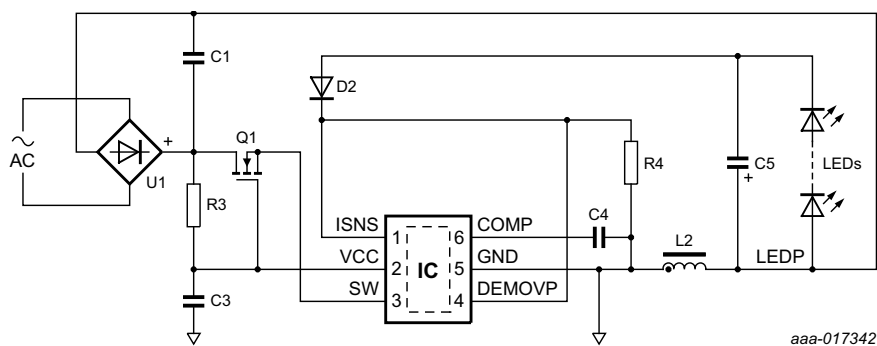 C1
D2
Q1
+
AC
U1
R3
R4
C5
+
LEDs
C4
ISNS
COMP
1
6
VCC
GND
2
IC
5
L2
LEDP
SW
DEMOVP
3
4
C3
aaa-017342